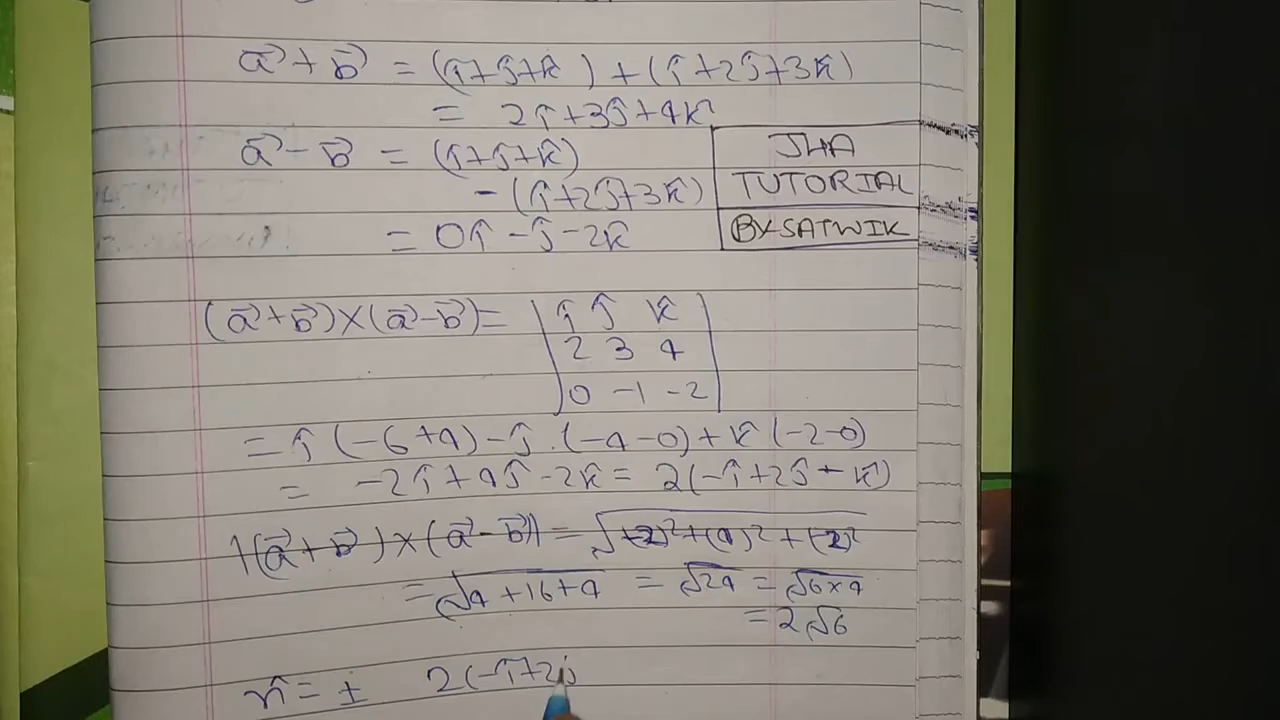 a⃗ + b⃗ = (î+ĵ+k̂) + (î+2ĵ+3k̂)
= 2î+3ĵ+4k̂
a⃗ - b⃗ = (î+ĵ+k̂)
- (î+2ĵ+3k̂)
= 0î - ĵ - 2k̂
JHA
TUTORIAL
BY SATWIK
(a⃗+b⃗)×(a⃗-b⃗) = | î ĵ k̂ |
| 2 3 4 |
| 0 -1 -2 |
= î(-6+4) - ĵ.(-4-0) + k̂(-2-0)
= -2î+4ĵ-2k̂ = 2(-î+2ĵ-k̂)
|(a⃗+b⃗)×(a⃗-b⃗)| = √(-2)²+(4)²+(-2)²
= √4+16+4 = √24 = √6×4
= 2√6
n̂ = ± 2(-î+2j